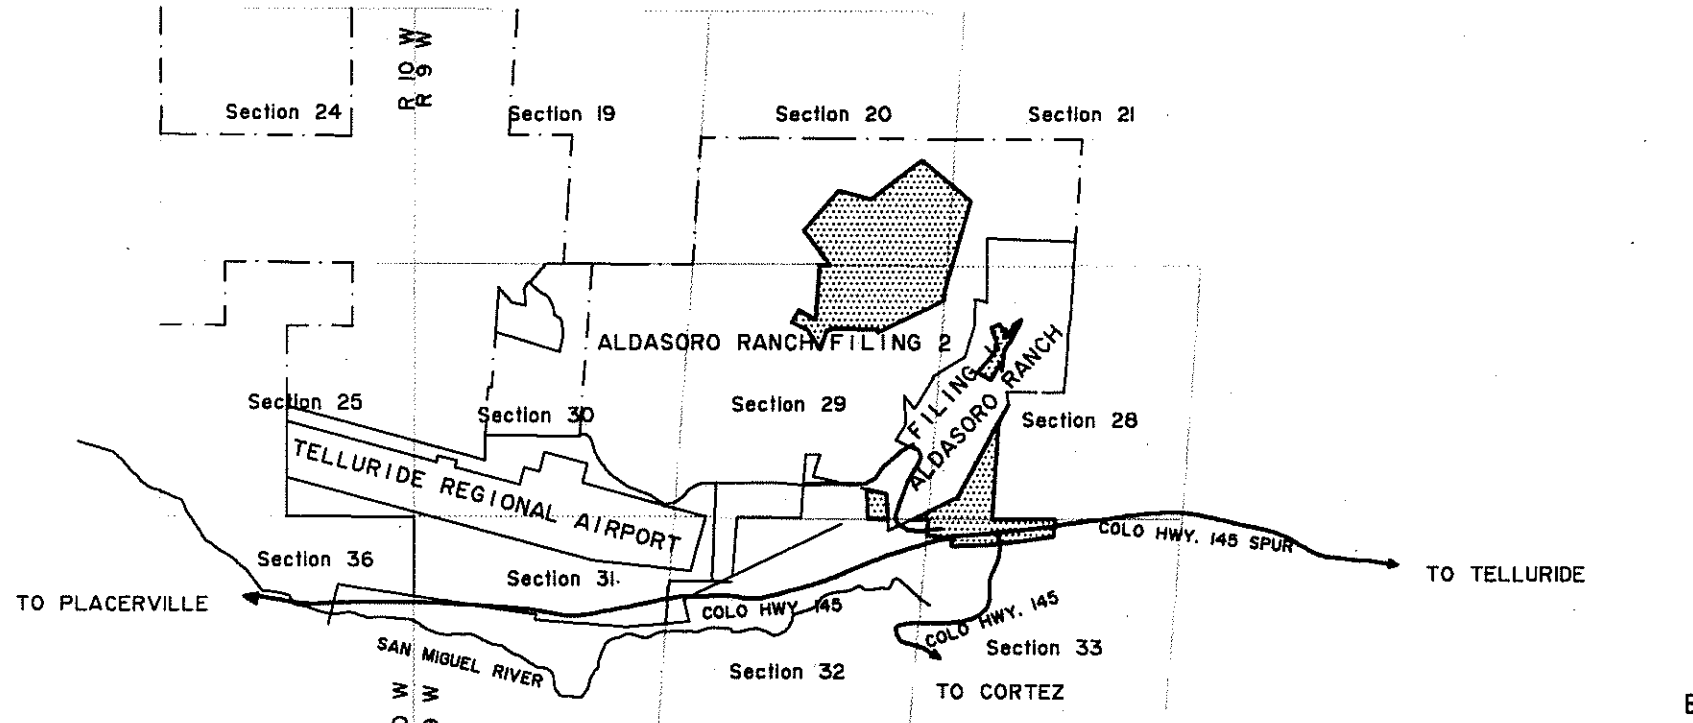 R 10 W
R 9 W
Section 24
Section 19
Section 20
Section 21
ALDASORO RANCH FILING 2
FILING 1
ALDASORO RANCH
Section 25
Section 30
Section 29
Section 28
TELLURIDE REGIONAL AIRPORT
COLO HWY. 145 SPUR
Section 36
Section 31
TO TELLURIDE
TO PLACERVILLE
COLO HWY 145
COLO HWY. 145
SAN MIGUEL RIVER
Section 32
Section 33
TO CORTEZ
W
9 W